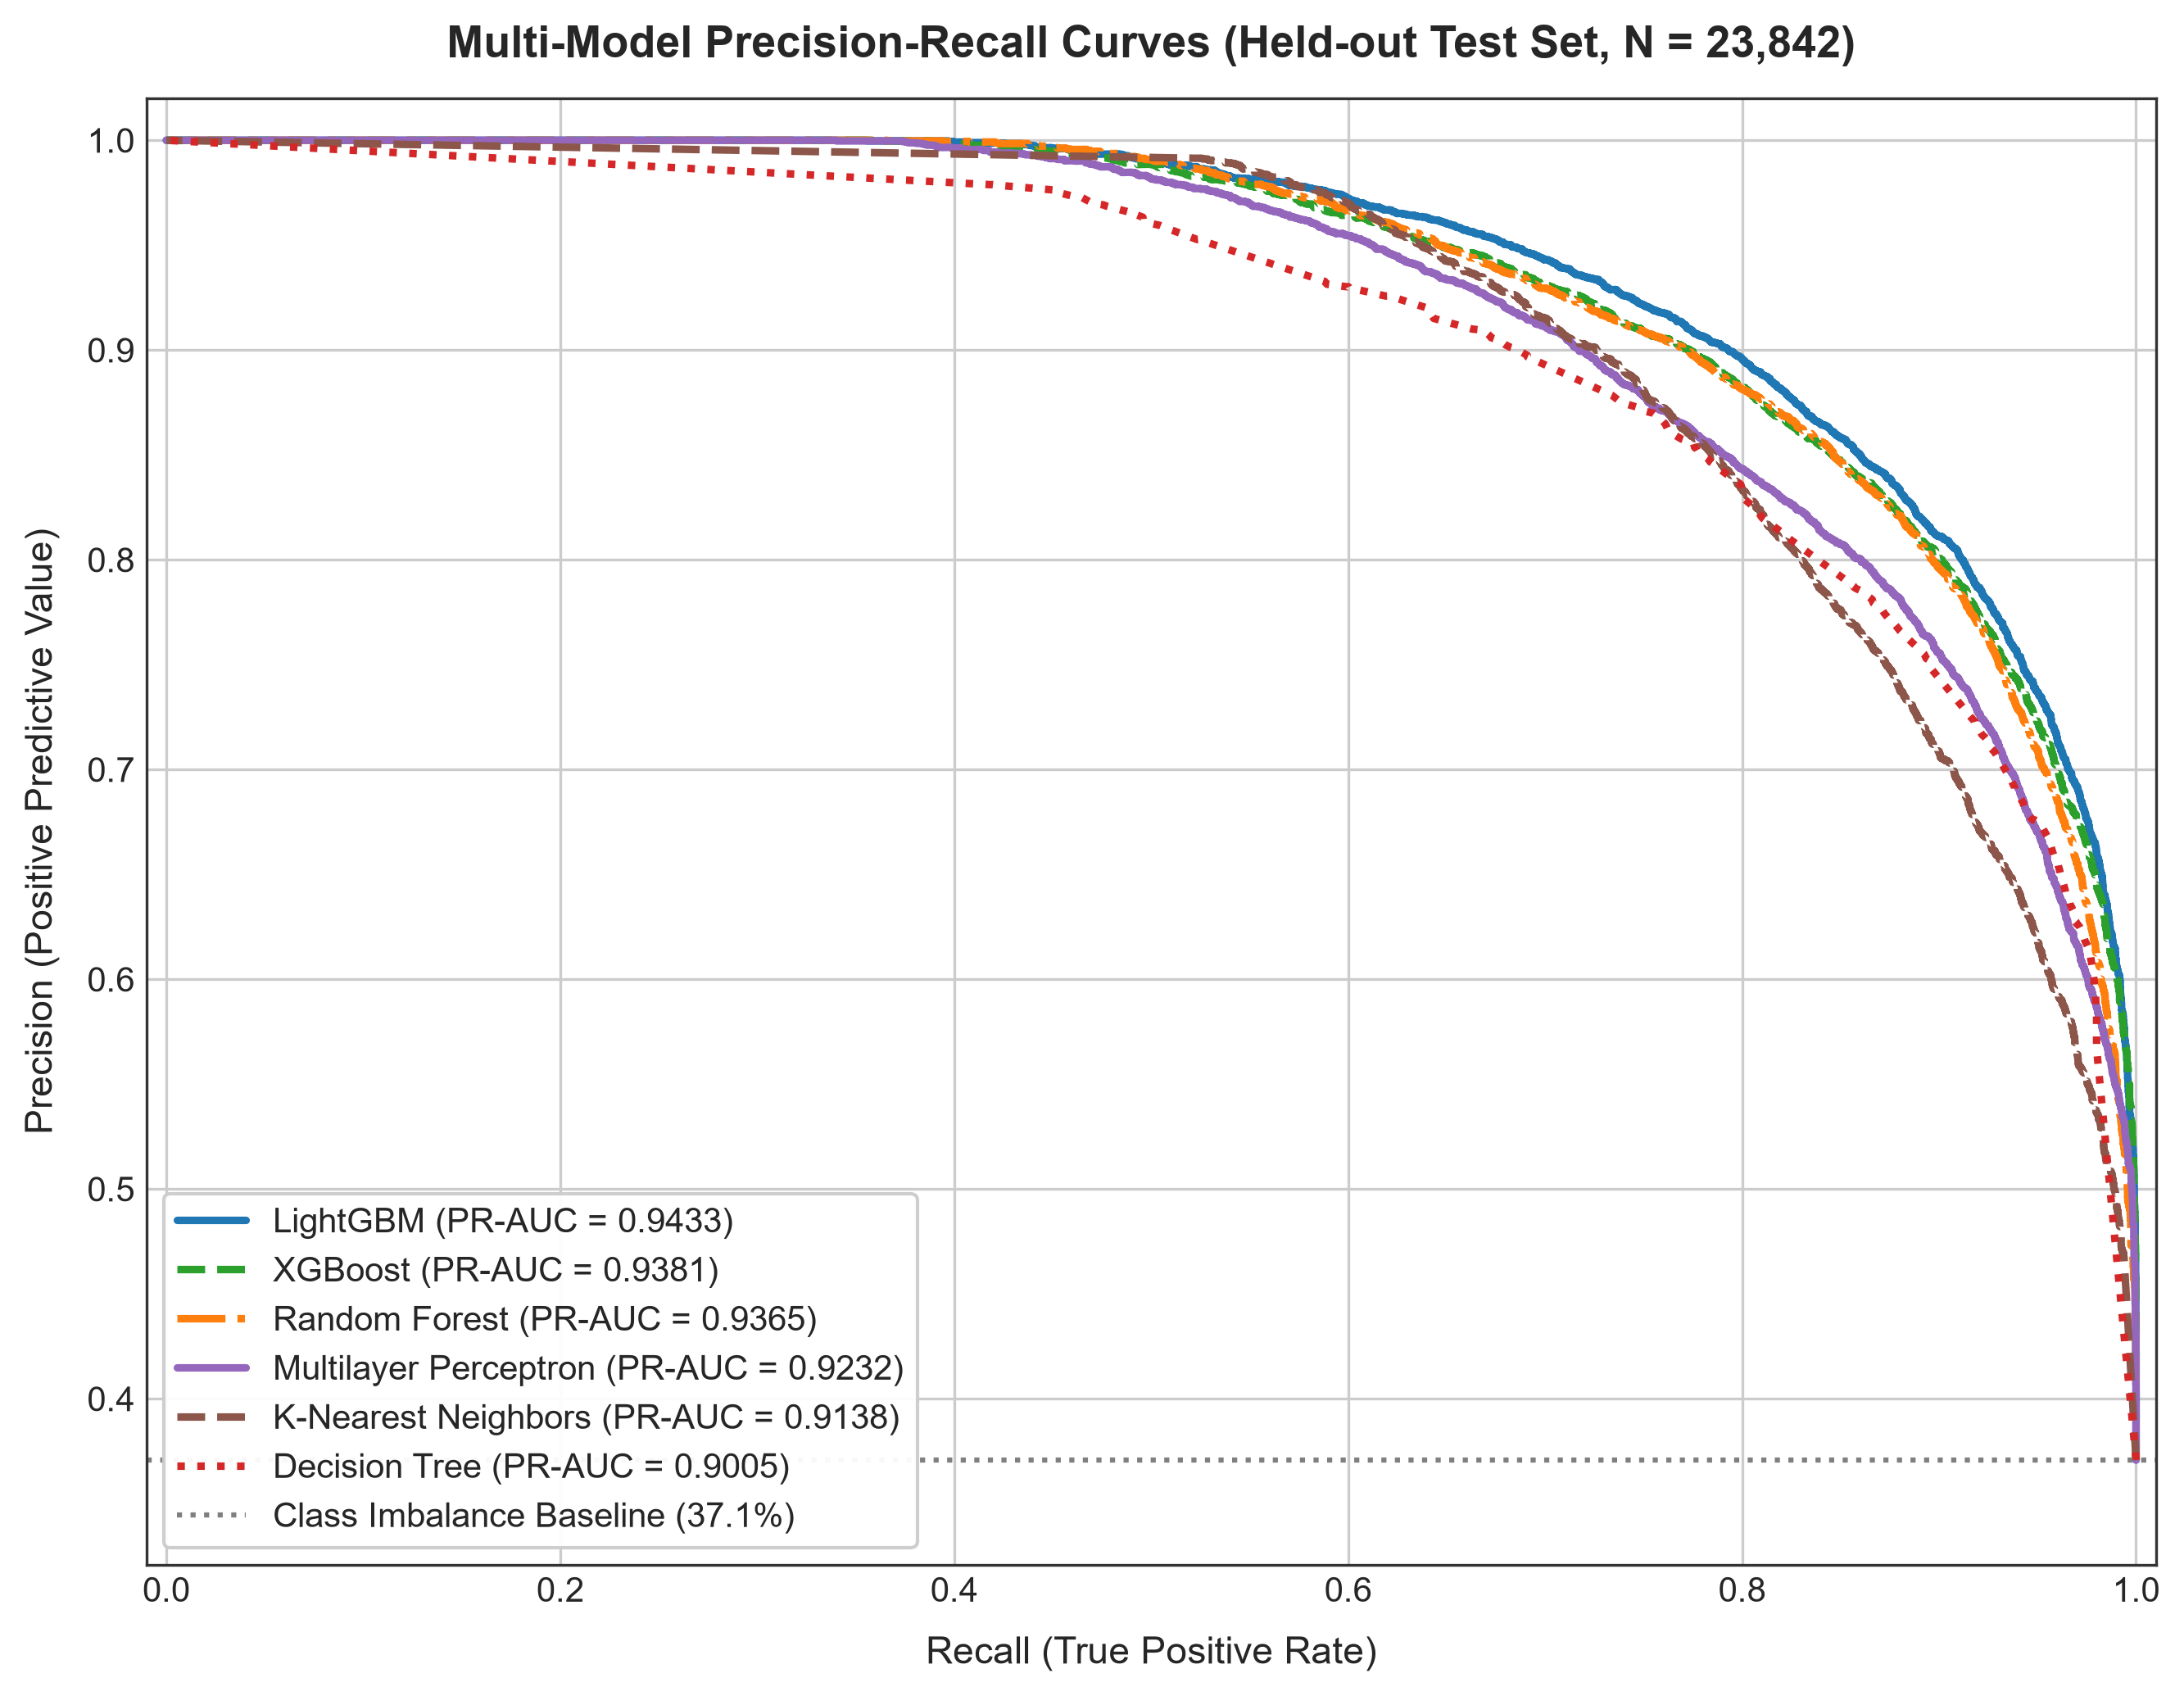 Multi-Model Precision-Recall Curves (Held-out Test Set, N = 23,842)
Precision (Positive Predictive Value)
1.0
0.9
0.8
0.7
0.6
0.5
0.4
LightGBM (PR-AUC = 0.9433)
XGBoost (PR-AUC = 0.9381)
Random Forest (PR-AUC = 0.9365)
Multilayer Perceptron (PR-AUC = 0.9232)
K-Nearest Neighbors (PR-AUC = 0.9138)
Decision Tree (PR-AUC = 0.9005)
Class Imbalance Baseline (37.1%)
0.0 0.2 0.4 0.6 0.8 1.0
Recall (True Positive Rate)